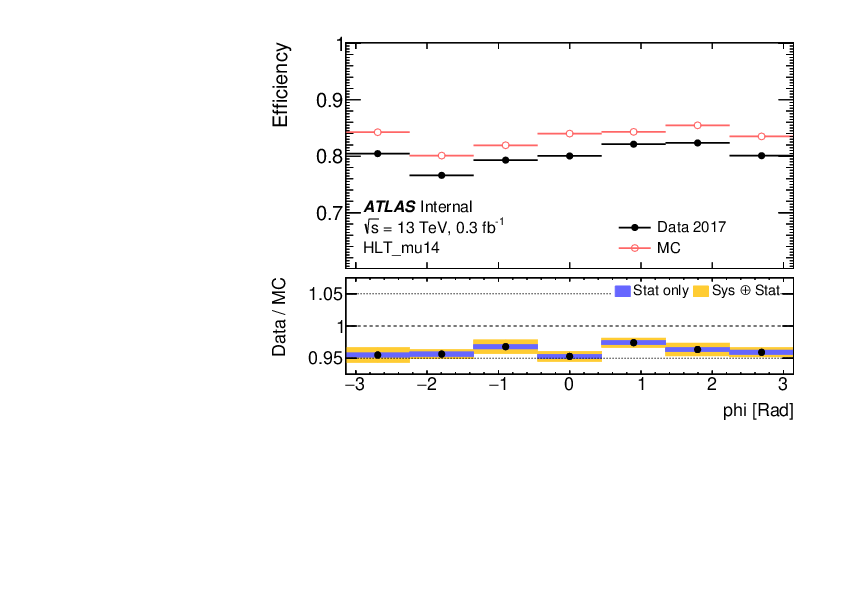 Efficiency
1
0.9
0.8
0.7
ATLAS Internal
√s = 13 TeV, 0.3 fb⁻¹
HLT_mu14
Data 2017
MC
Data / MC
1.05
1
0.95
Stat only
Sys ⊕ Stat
−3 −2 −1 0 1 2 3
phi [Rad]